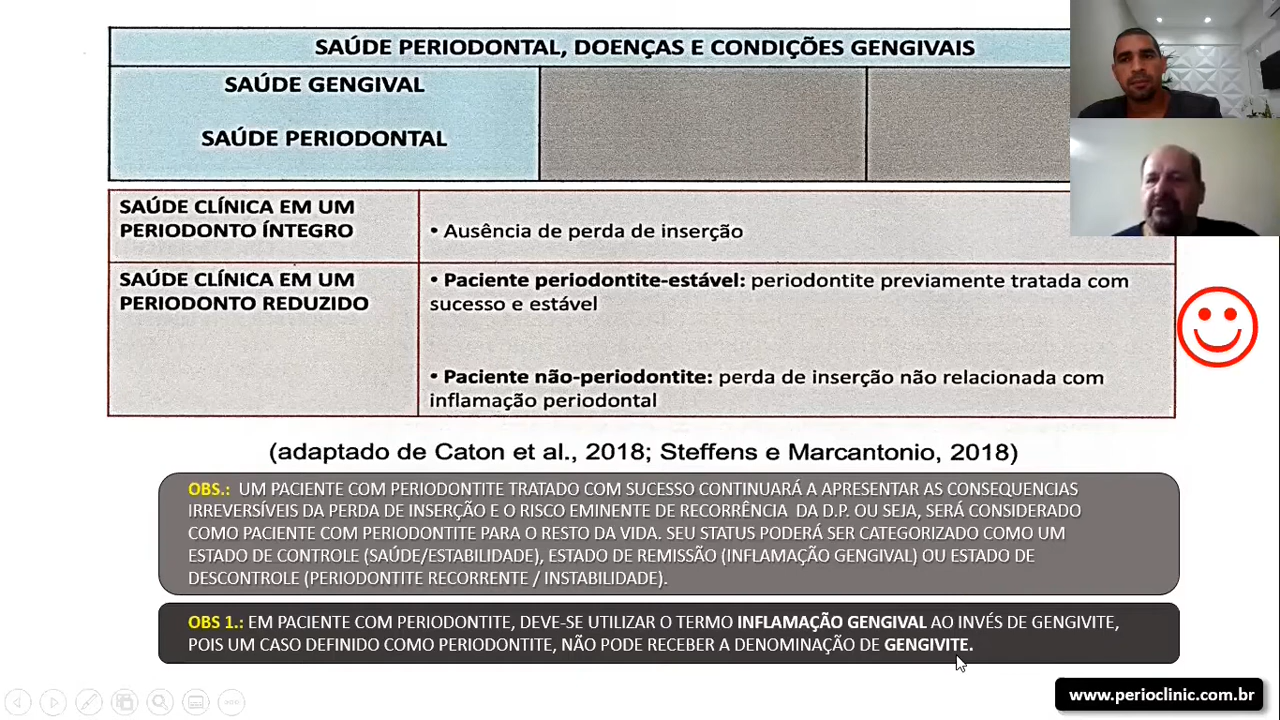 SAÚDE PERIODONTAL, DOENÇAS E CONDIÇÕES GENGIVAIS
SAÚDE GENGIVAL
SAÚDE PERIODONTAL
SAÚDE CLÍNICA EM UM
PERIODONTO ÍNTEGRO
• Ausência de perda de inserção
SAÚDE CLÍNICA EM UM
PERIODONTO REDUZIDO
• Paciente periodontite-estável: periodontite previamente tratada com
sucesso e estável
• Paciente não-periodontite: perda de inserção não relacionada com
inflamação periodontal
(adaptado de Caton et al., 2018; Steffens e Marcantonio, 2018)
OBS.: UM PACIENTE COM PERIODONTITE TRATADO COM SUCESSO CONTINUARÁ A APRESENTAR AS CONSEQUENCIAS
IRREVERSÍVEIS DA PERDA DE INSERÇÃO E O RISCO EMINENTE DE RECORRÊNCIA DA D.P. OU SEJA, SERÁ CONSIDERADO
COMO PACIENTE COM PERIODONTITE PARA O RESTO DA VIDA. SEU STATUS PODERÁ SER CATEGORIZADO COMO UM
ESTADO DE CONTROLE (SAÚDE/ESTABILIDADE), ESTADO DE REMISSÃO (INFLAMAÇÃO GENGIVAL) OU ESTADO DE
DESCONTROLE (PERIODONTITE RECORRENTE / INSTABILIDADE).
OBS 1.: EM PACIENTE COM PERIODONTITE, DEVE-SE UTILIZAR O TERMO INFLAMAÇÃO GENGIVAL AO INVÉS DE GENGIVITE,
POIS UM CASO DEFINIDO COMO PERIODONTITE, NÃO PODE RECEBER A DENOMINAÇÃO DE GENGIVITE.
www.perioclinic.com.br